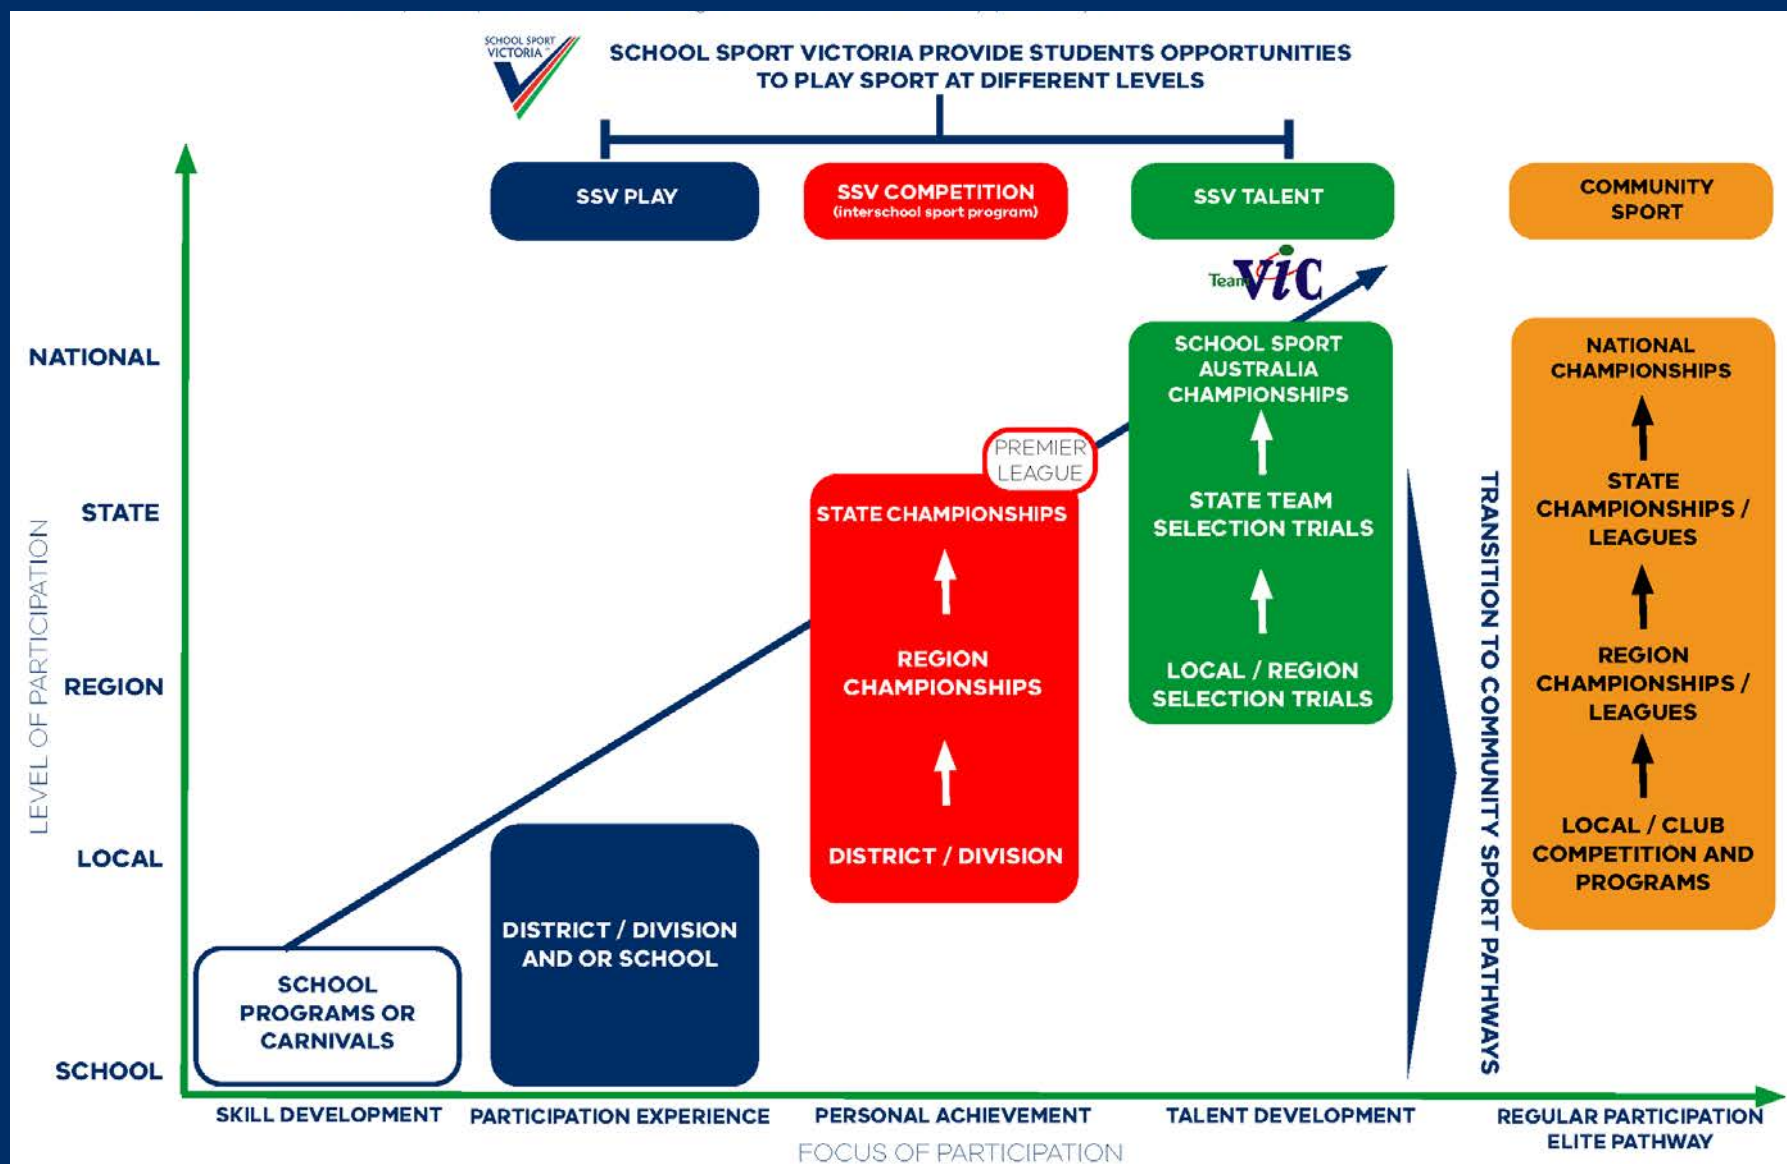 SCHOOL SPORT
VICTORIA
SCHOOL SPORT VICTORIA PROVIDE STUDENTS OPPORTUNITIES
TO PLAY SPORT AT DIFFERENT LEVELS
SSV PLAY
SSV COMPETITION
(interschool sport program)
SSV TALENT
COMMUNITY
SPORT
Team VIC
LEVEL OF PARTICIPATION
NATIONAL
STATE
REGION
LOCAL
SCHOOL
SCHOOL
PROGRAMS OR
CARNIVALS
DISTRICT / DIVISION
AND OR SCHOOL
PREMIER
LEAGUE
STATE CHAMPIONSHIPS
REGION
CHAMPIONSHIPS
DISTRICT / DIVISION
SCHOOL SPORT
AUSTRALIA
CHAMPIONSHIPS
STATE TEAM
SELECTION TRIALS
LOCAL / REGION
SELECTION TRIALS
TRANSITION TO COMMUNITY SPORT PATHWAYS
NATIONAL
CHAMPIONSHIPS
STATE
CHAMPIONSHIPS /
LEAGUES
REGION
CHAMPIONSHIPS /
LEAGUES
LOCAL / CLUB
COMPETITION AND
PROGRAMS
SKILL DEVELOPMENT
PARTICIPATION EXPERIENCE
PERSONAL ACHIEVEMENT
TALENT DEVELOPMENT
REGULAR PARTICIPATION
ELITE PATHWAY
FOCUS OF PARTICIPATION